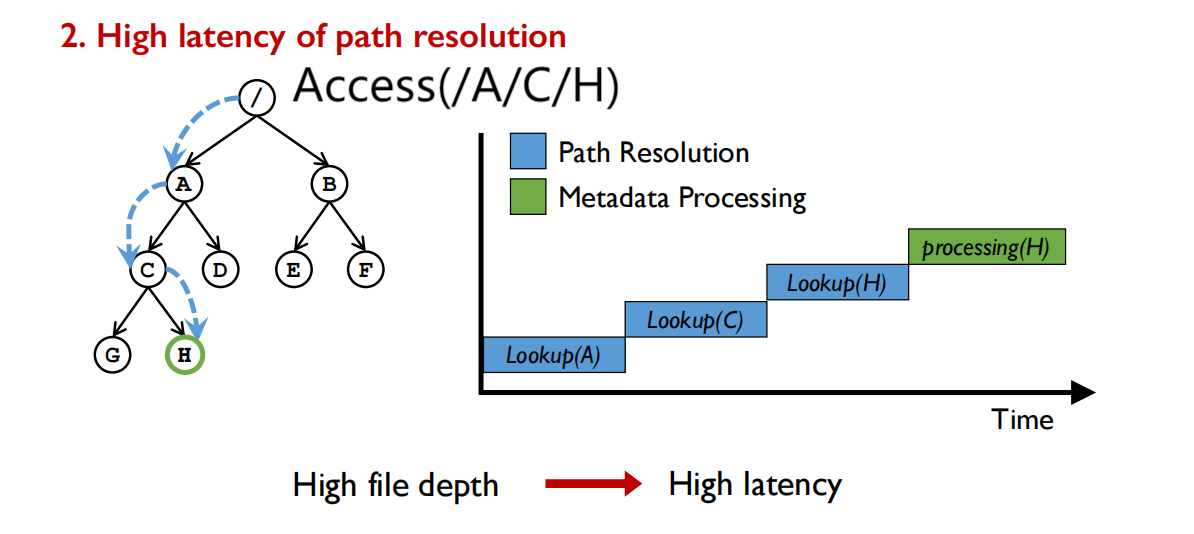 2. High latency of path resolution
/ Access(/A/C/H)
Path Resolution
Metadata Processing
A B
C D E F
G H
processing(H)
Lookup(H)
Lookup(C)
Lookup(A)
Time
High file depth High latency